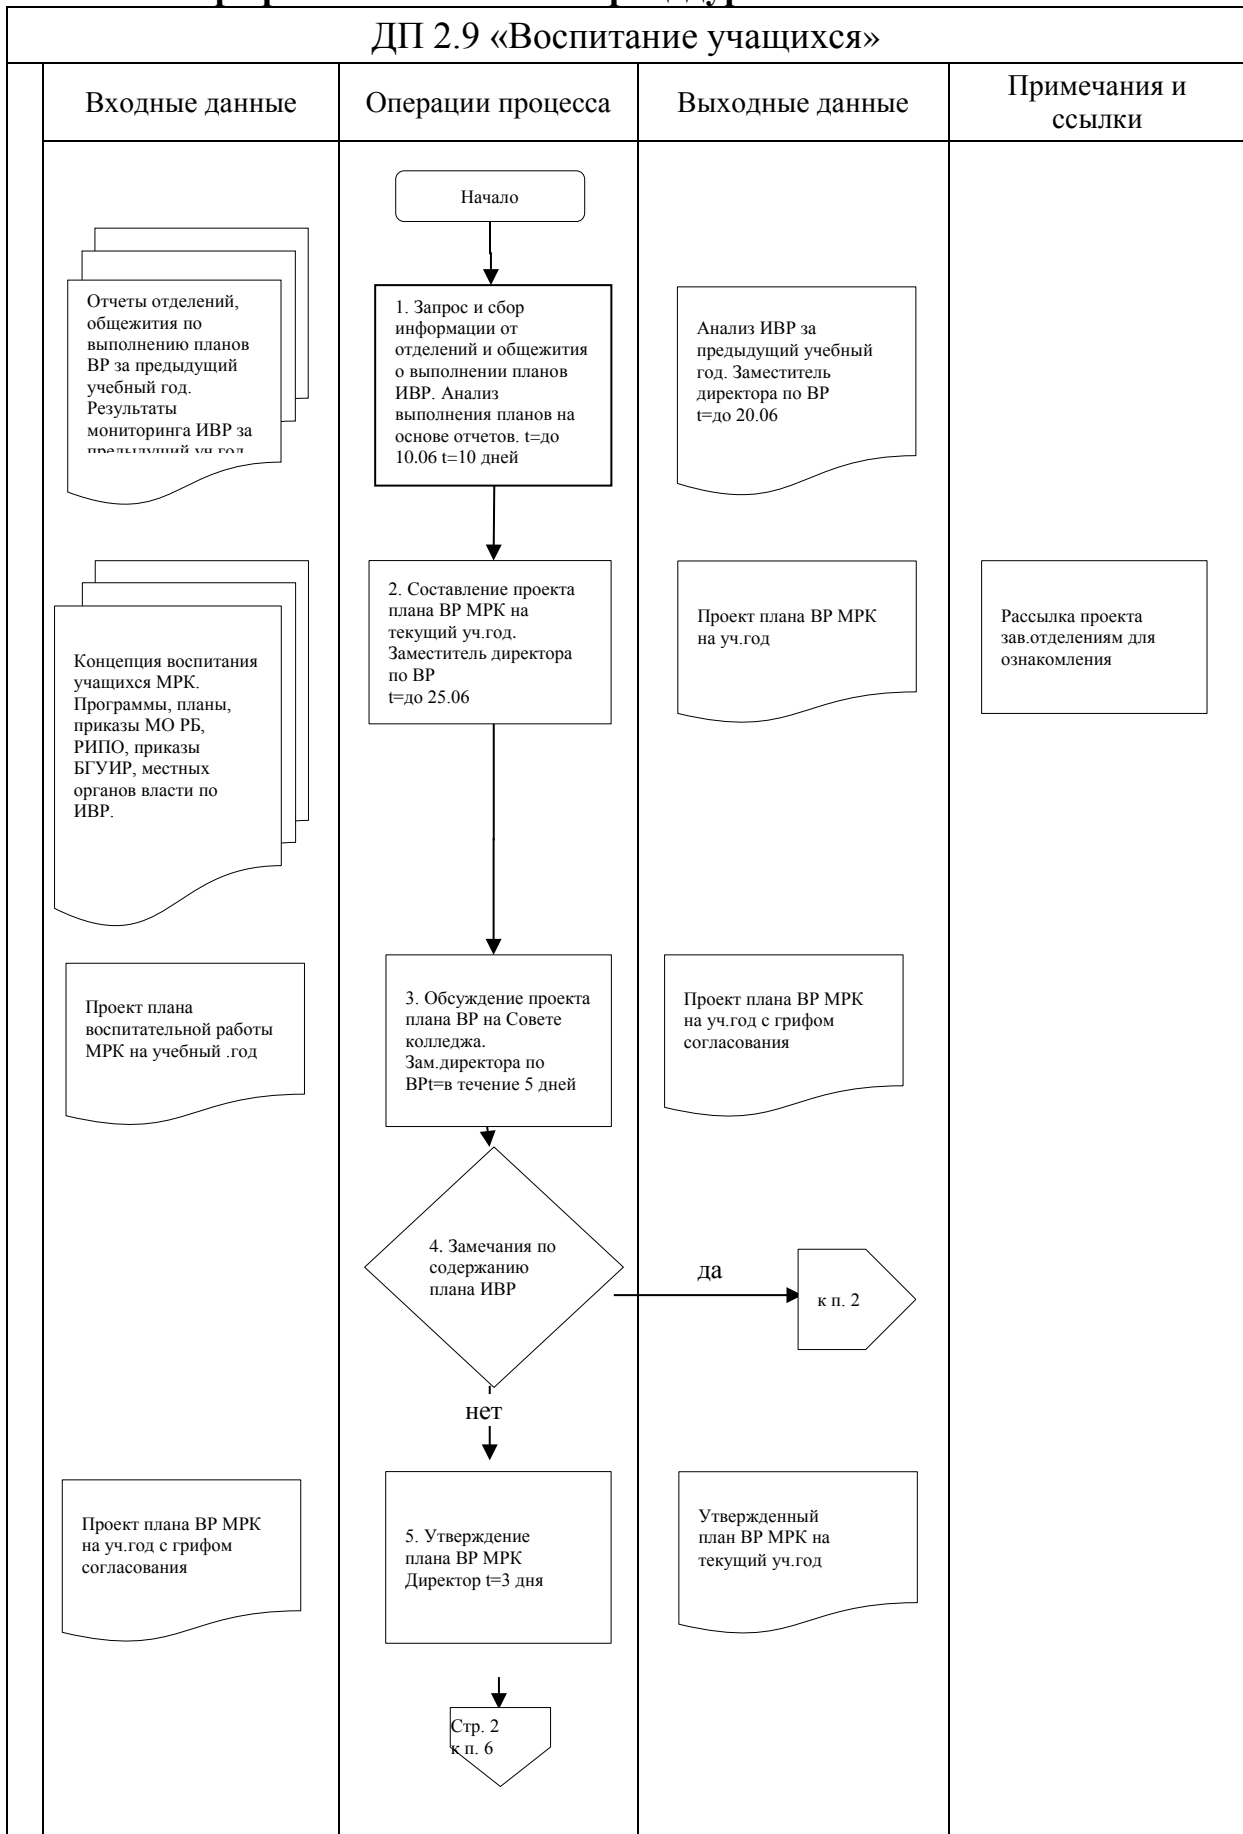 ДП 2.9 «Воспитание учащихся»
Входные данные
Операции процесса
Выходные данные
Примечания и
ссылки
Начало
Отчеты отделений,
общежития по
выполнению планов
ВР за предыдущий
учебный год.
Результаты
мониторинга ИВР за
предыдущий уч.год
1. Запрос и сбор
информации от
отделений и общежития
о выполнении планов
ИВР. Анализ
выполнения планов на
основе отчетов. t=до
10.06 t=10 дней
Анализ ИВР за
предыдущий учебный
год. Заместитель
директора по ВР
t=до 20.06
Концепция воспитания
учащихся МРК.
Программы, планы,
приказы МО РБ,
РИПО, приказы
БГУИР, местных
органов власти по
ИВР.
2. Составление проекта
плана ВР МРК на
текущий уч.год.
Заместитель директора
по ВР
t=до 25.06
Проект плана ВР МРК
на уч.год
Рассылка проекта
зав.отделениям для
ознакомления
Проект плана
воспитательной работы
МРК на учебный .год
3. Обсуждение проекта
плана ВР на Совете
колледжа.
Зам.директора по
ВРt=в течение 5 дней
Проект плана ВР МРК
на уч.год с грифом
согласования
4. Замечания по
содержанию
плана ИВР
да
к п. 2
нет
Проект плана ВР МРК
на уч.год с грифом
согласования
5. Утверждение
плана ВР МРК
Директор t=3 дня
Утвержденный
план ВР МРК на
текущий уч.год
Стр. 2
к п. 6